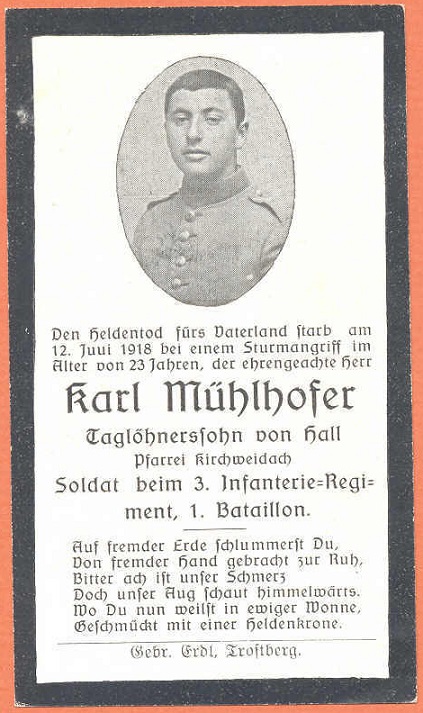 Den Heldentod fürs Vaterland starb am
12. Juui 1918 bei einem Sturmangriff im
Alter von 23 Jahren, der ehrengeachte Herr
Karl Mühlhofer
Taglöhnerssohn von Hall
Pfarrei Kirchweidach
Soldat beim 3. Infanterie=Regi=
ment, 1. Bataillon.
Auf fremder Erde schlummerst Du,
Von fremder Hand gebracht zur Ruh,
Bitter ach ist unser Schmerz
Doch unser Aug schaut himmelwärts.
Wo Du nun weilst in ewiger Wonne,
Geschmückt mit einer Heldenkrone.
Gebr. Erdl, Trostberg.